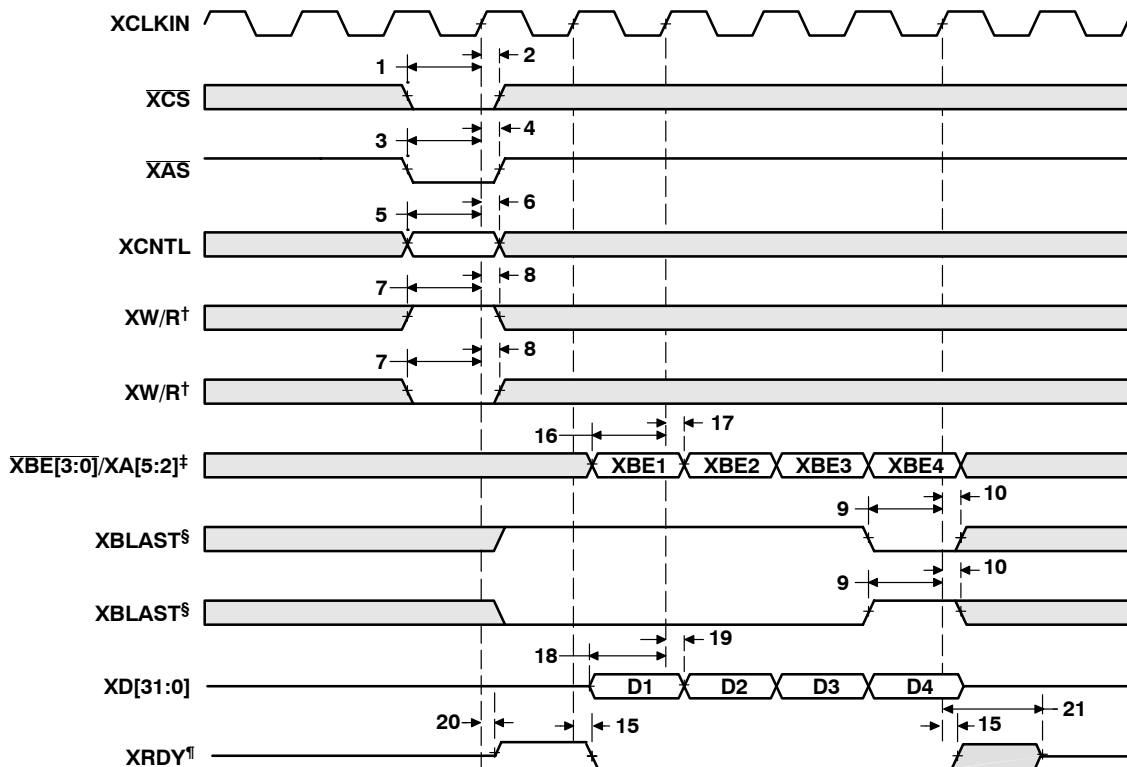 XCLKIN
1
2
XCS
3
4
XAS
5
6
XCNTL
7
8
XW/R†
7
8
XW/R†
16
17
XBE[3:0]/XA[5:2]‡
XBE1 XBE2 XBE3 XBE4
9
10
XBLAST§
9
10
XBLAST§
18
19
XD[31:0]
D1 D2 D3 D4
20
15
15
21
XRDY¶